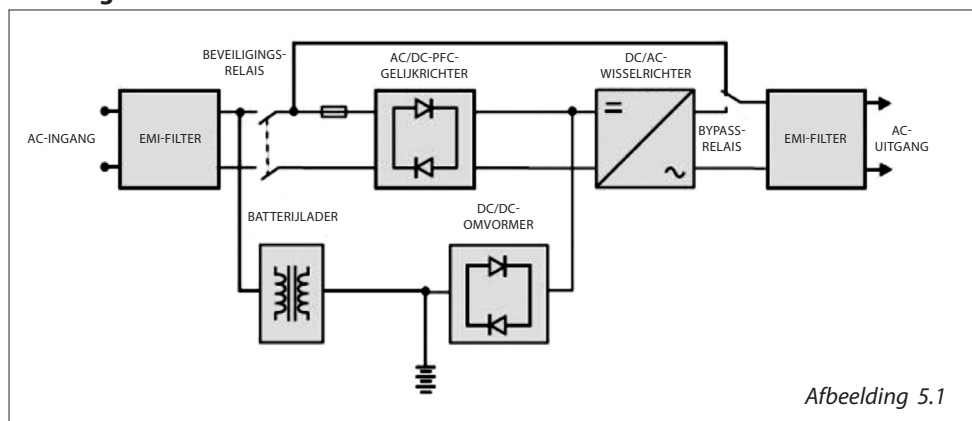 BEVEILIGINGS-
RELAIS
AC/DC-PFC-
GELIJKRICHTER
DC/AC-
WISSELRICHTER
AC-INGANG
EMI-FILTER
BYPASS-
RELAIS
EMI-FILTER
AC-
UITGANG
BATTERIJLADER
DC/DC-
OMVORMER
Afbeelding 5.1